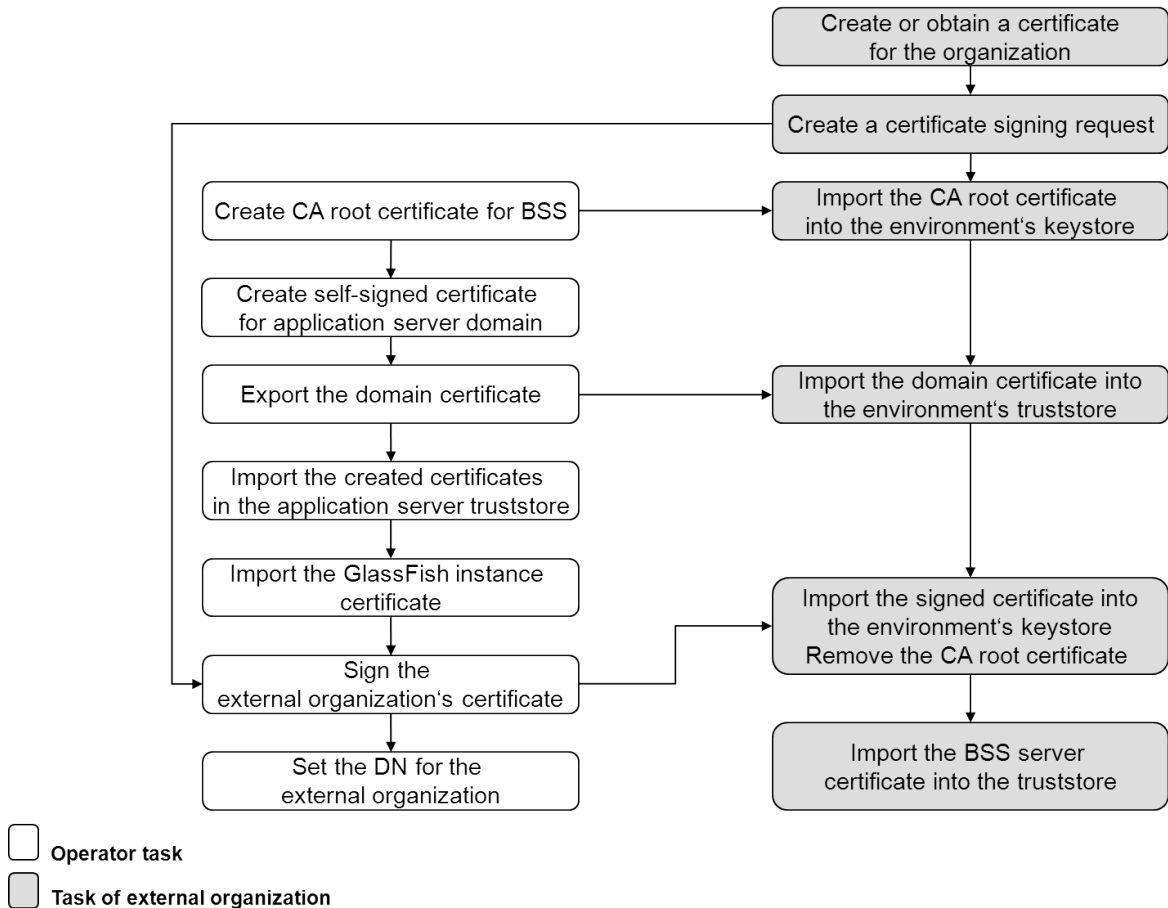 Create or obtain a certificate
for the organization
Create a certificate signing request
Create CA root certificate for BSS
Import the CA root certificate
into the environment‘s keystore
Create self-signed certificate
for application server domain
Export the domain certificate
Import the domain certificate into
the environment‘s truststore
Import the created certificates
in the application server truststore
Import the GlassFish instance
certificate
Import the signed certificate into
the environment‘s keystore
Remove the CA root certificate
Sign the
external organization‘s certificate
Set the DN for the
external organization
Import the BSS server
certificate into the truststore
Operator task
Task of external organization